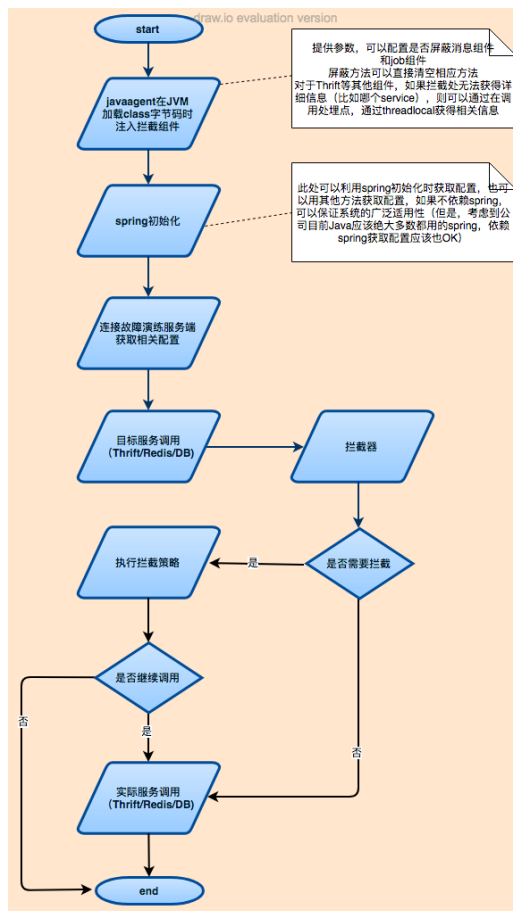 draw.io evaluation version
start
提供参数，可以配置是否屏蔽消息组件
和job组件
屏蔽方法可以直接清空相应方法
对于Thrift等其他组件，如果拦截处无法获得详
细信息（比如哪个service），则可以通过在调
用处埋点，通过threadlocal获得相关信息
javaagent在JVM
加载class字节码时
注入拦截组件
此处可以利用spring初始化时获取配置，也可
以用其他方法获取配置，如果不依赖spring，
可以保证系统的广泛适用性（但是，考虑到公
司目前Java应该绝大多数都用的spring，依赖
spring获取配置应该也OK）
spring初始化
连接故障演练服务端
获取相关配置
目标服务调用
（Thrift/Redis/DB)
拦截器
执行拦截策略
是
是否需要拦截
是否继续调用
否
是
否
实际服务调用
（Thrift/Redis/DB)
end